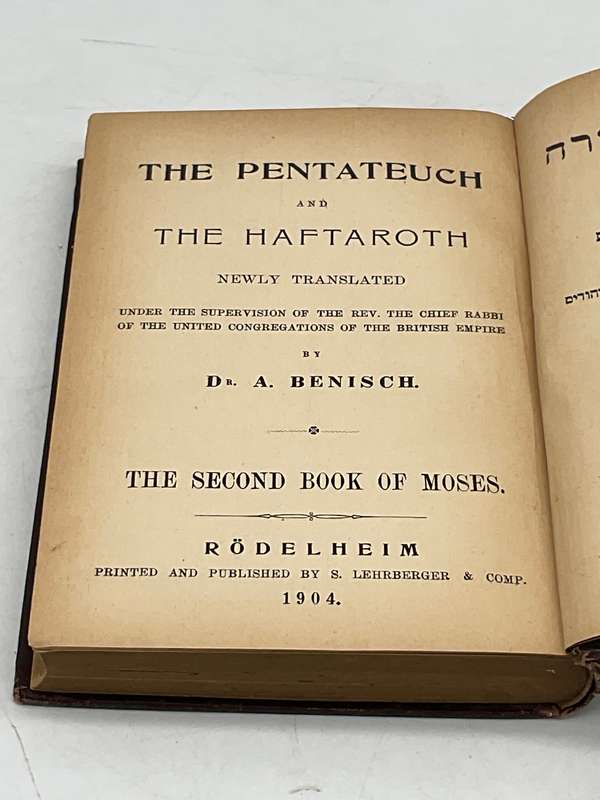 THE PENTATEUCH
AND
THE HAFTAROTH
NEWLY TRANSLATED
UNDER THE SUPERVISION OF THE REV. THE CHIEF RABBI
OF THE UNITED CONGREGATIONS OF THE BRITISH EMPIRE
BY
DR. A. BENISCH.
THE SECOND BOOK OF MOSES.
RÖDELHEIM
PRINTED AND PUBLISHED BY S. LEHRBERGER & COMP.
1904.